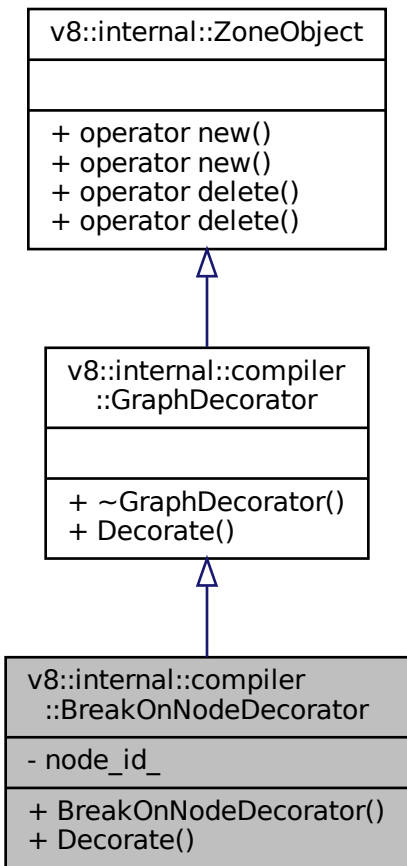 v8::internal::ZoneObject
+ operator new()
+ operator new()
+ operator delete()
+ operator delete()
v8::internal::compiler
::GraphDecorator
+ ~GraphDecorator()
+ Decorate()
v8::internal::compiler
::BreakOnNodeDecorator
- node_id_
+ BreakOnNodeDecorator()
+ Decorate()